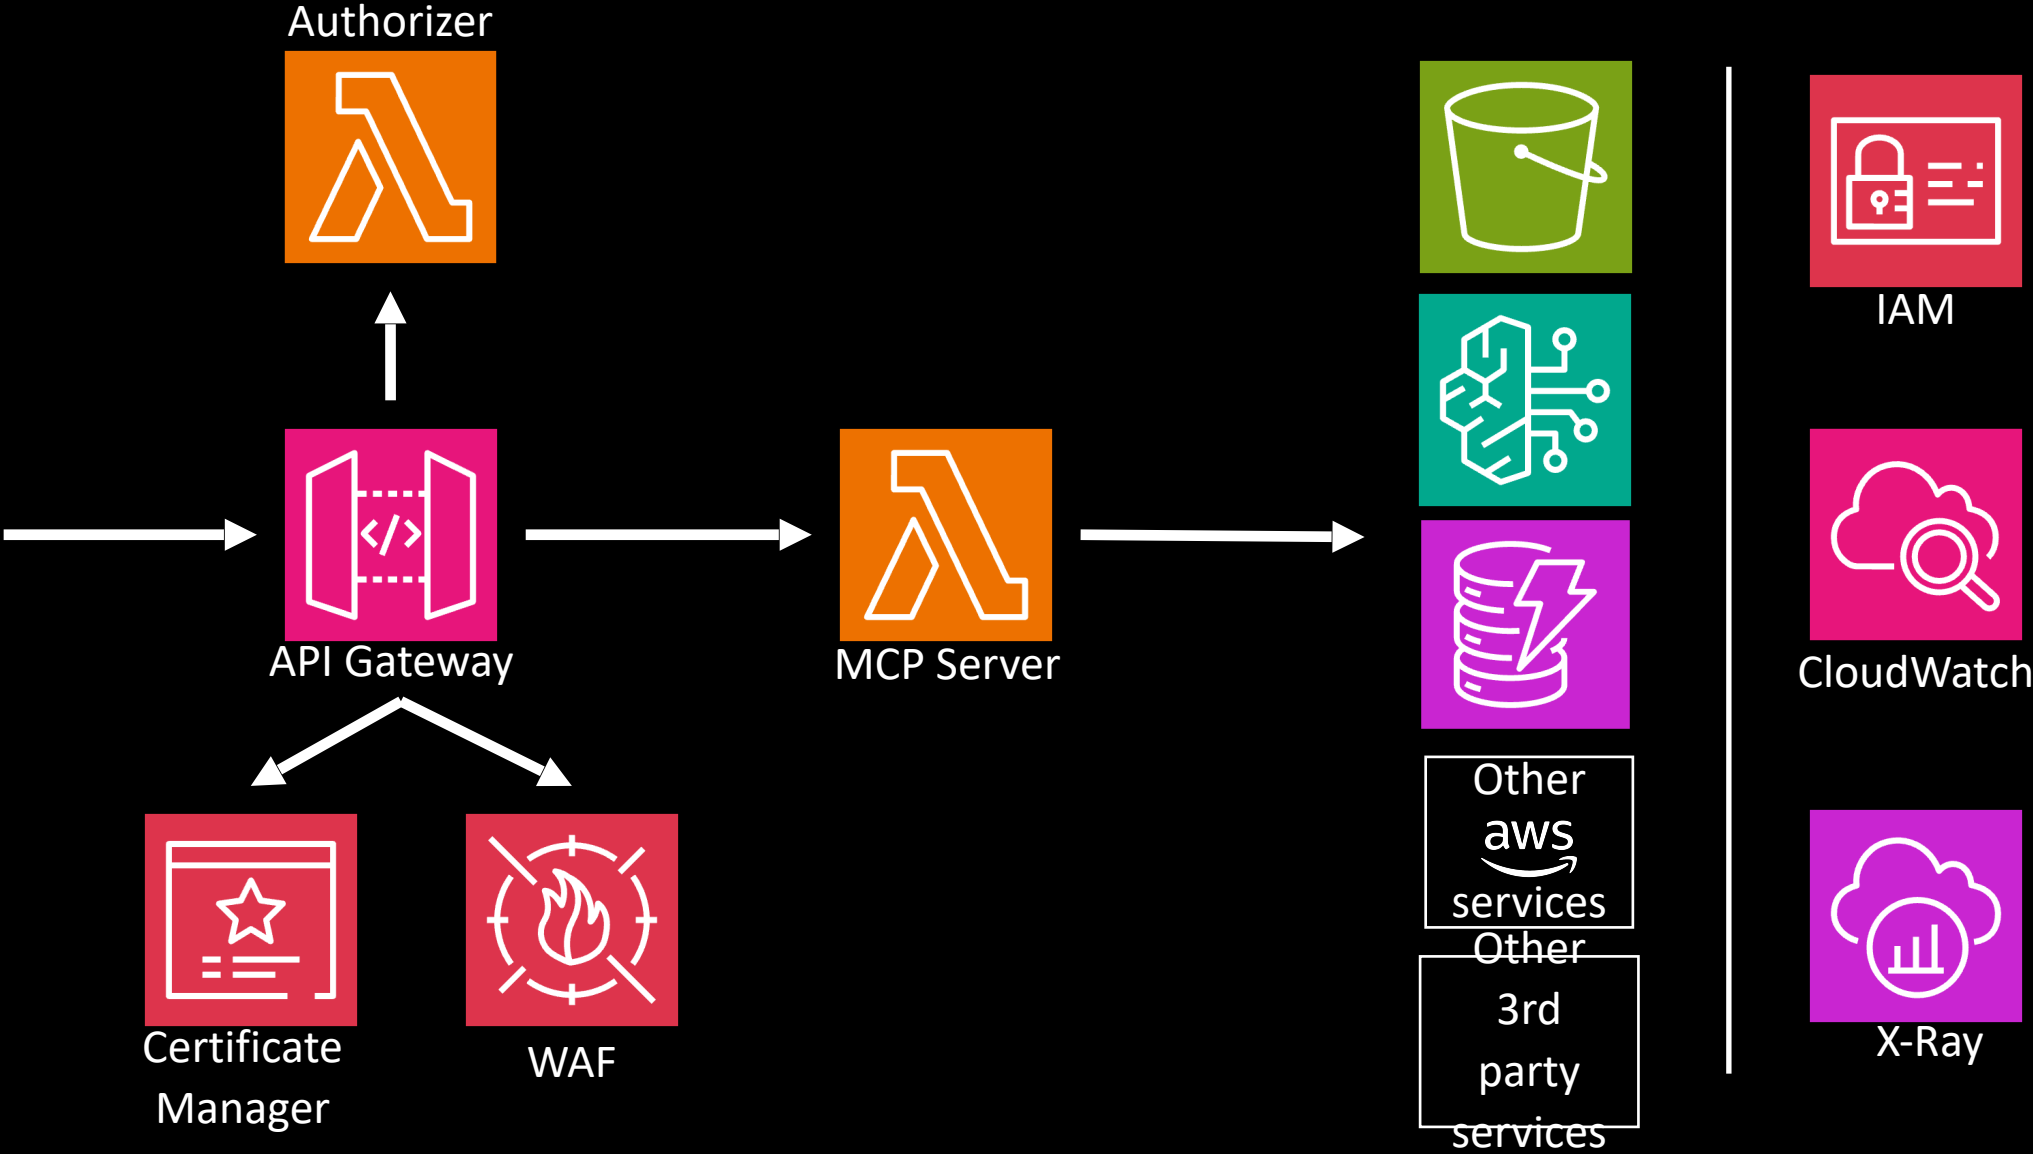 Authorizer
</>
API Gateway
Certificate
Manager
WAF
MCP Server
Other
aws
services
Other
3rd
party
services
IAM
CloudWatch
X-Ray